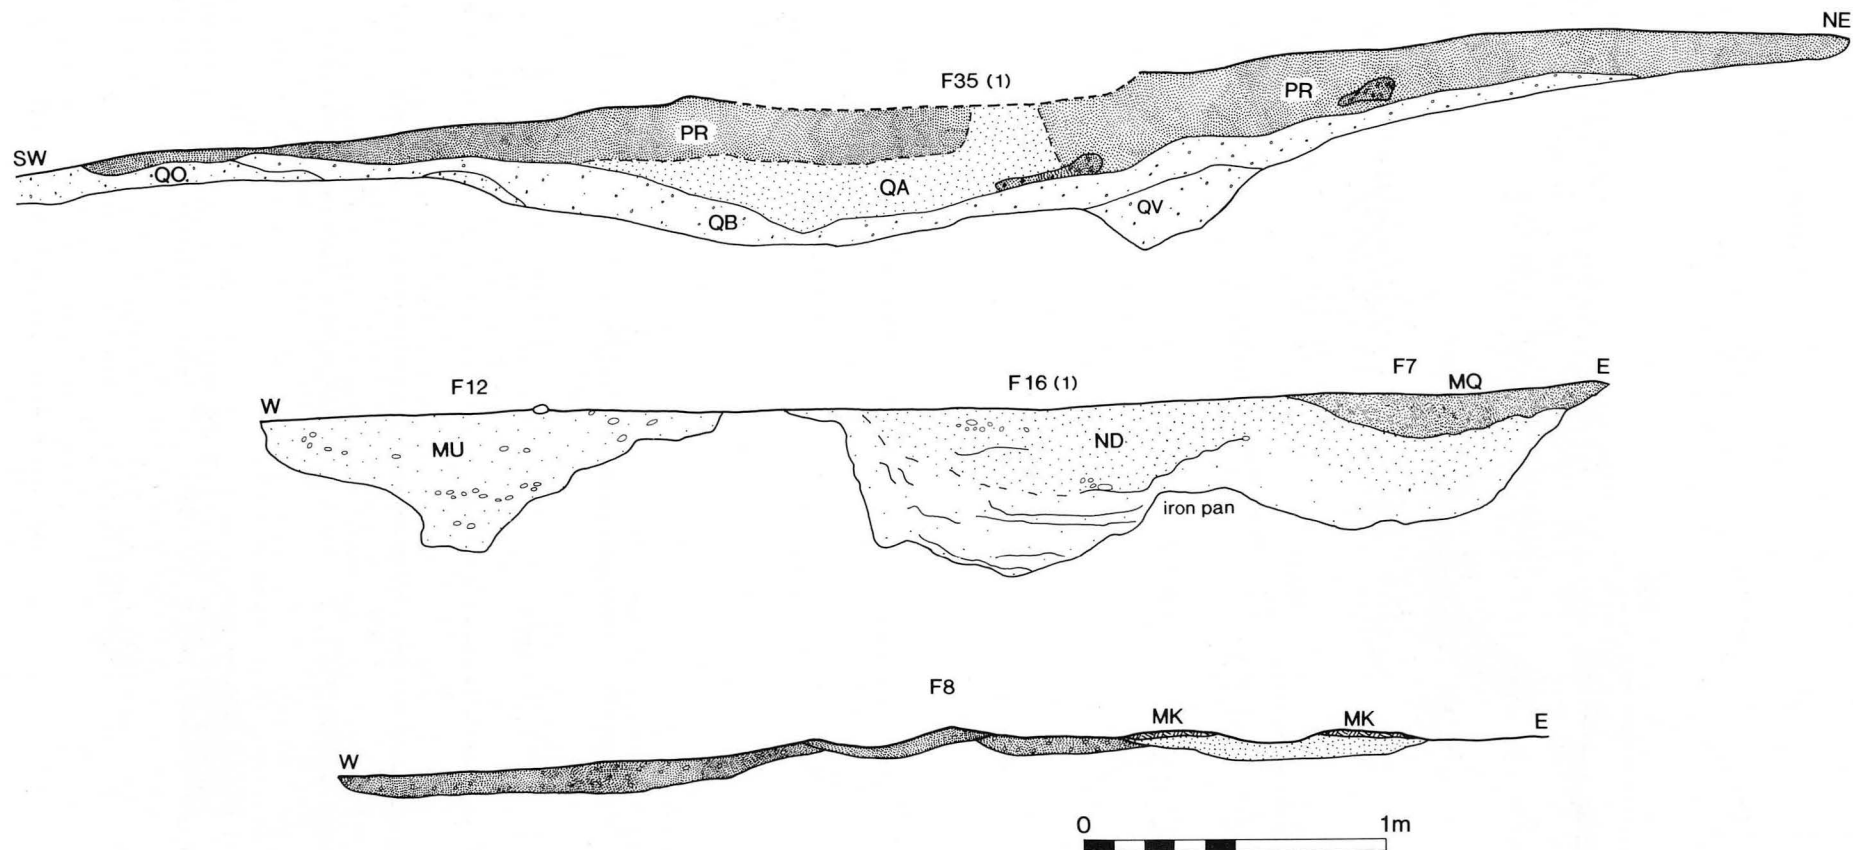 NE
F35 (1)
PR
PR
SW
QO
QA
QB
QV
F7
E
F12
F16 (1)
MQ
W
MU
ND
iron pan
F8
MK
MK
E
W
0
1m